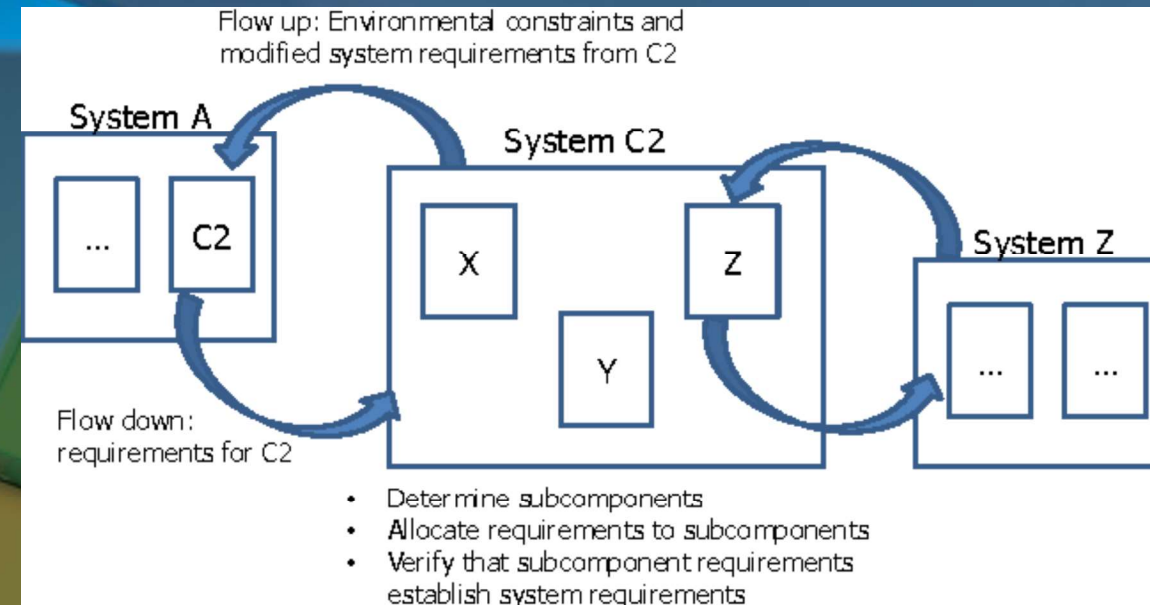 Flow up: Environmental constraints and
modified system requirements from C2
System A
System C2
System Z
...
C2
X
Z
Y
...
...
Flow down:
requirements for C2
• Determine subcomponents
• Allocate requirements to subcomponents
• Verify that subcomponent requirements
establish system requirements